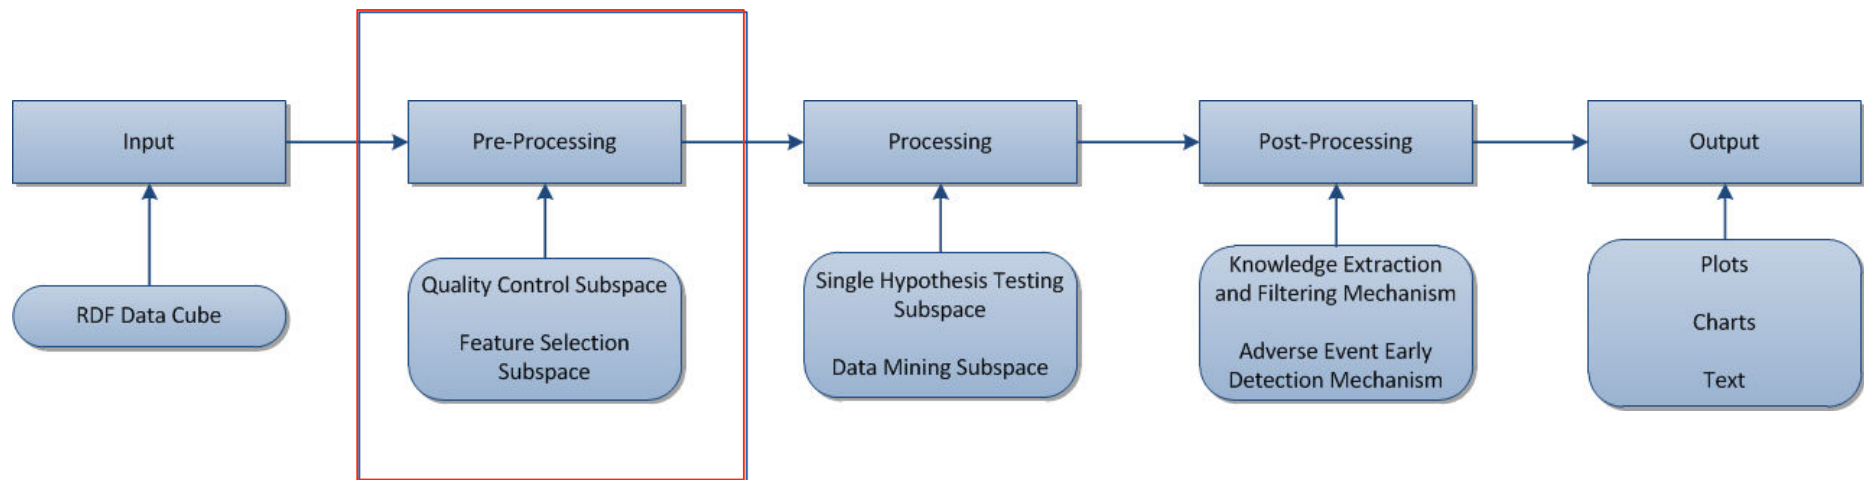 Input
Pre-Processing
Processing
Post-Processing
Output
RDF Data Cube
Quality Control Subspace
Feature Selection
Subspace
Single Hypothesis Testing
Subspace
Data Mining Subspace
Knowledge Extraction
and Filtering Mechanism
Adverse Event Early
Detection Mechanism
Plots
Charts
Text